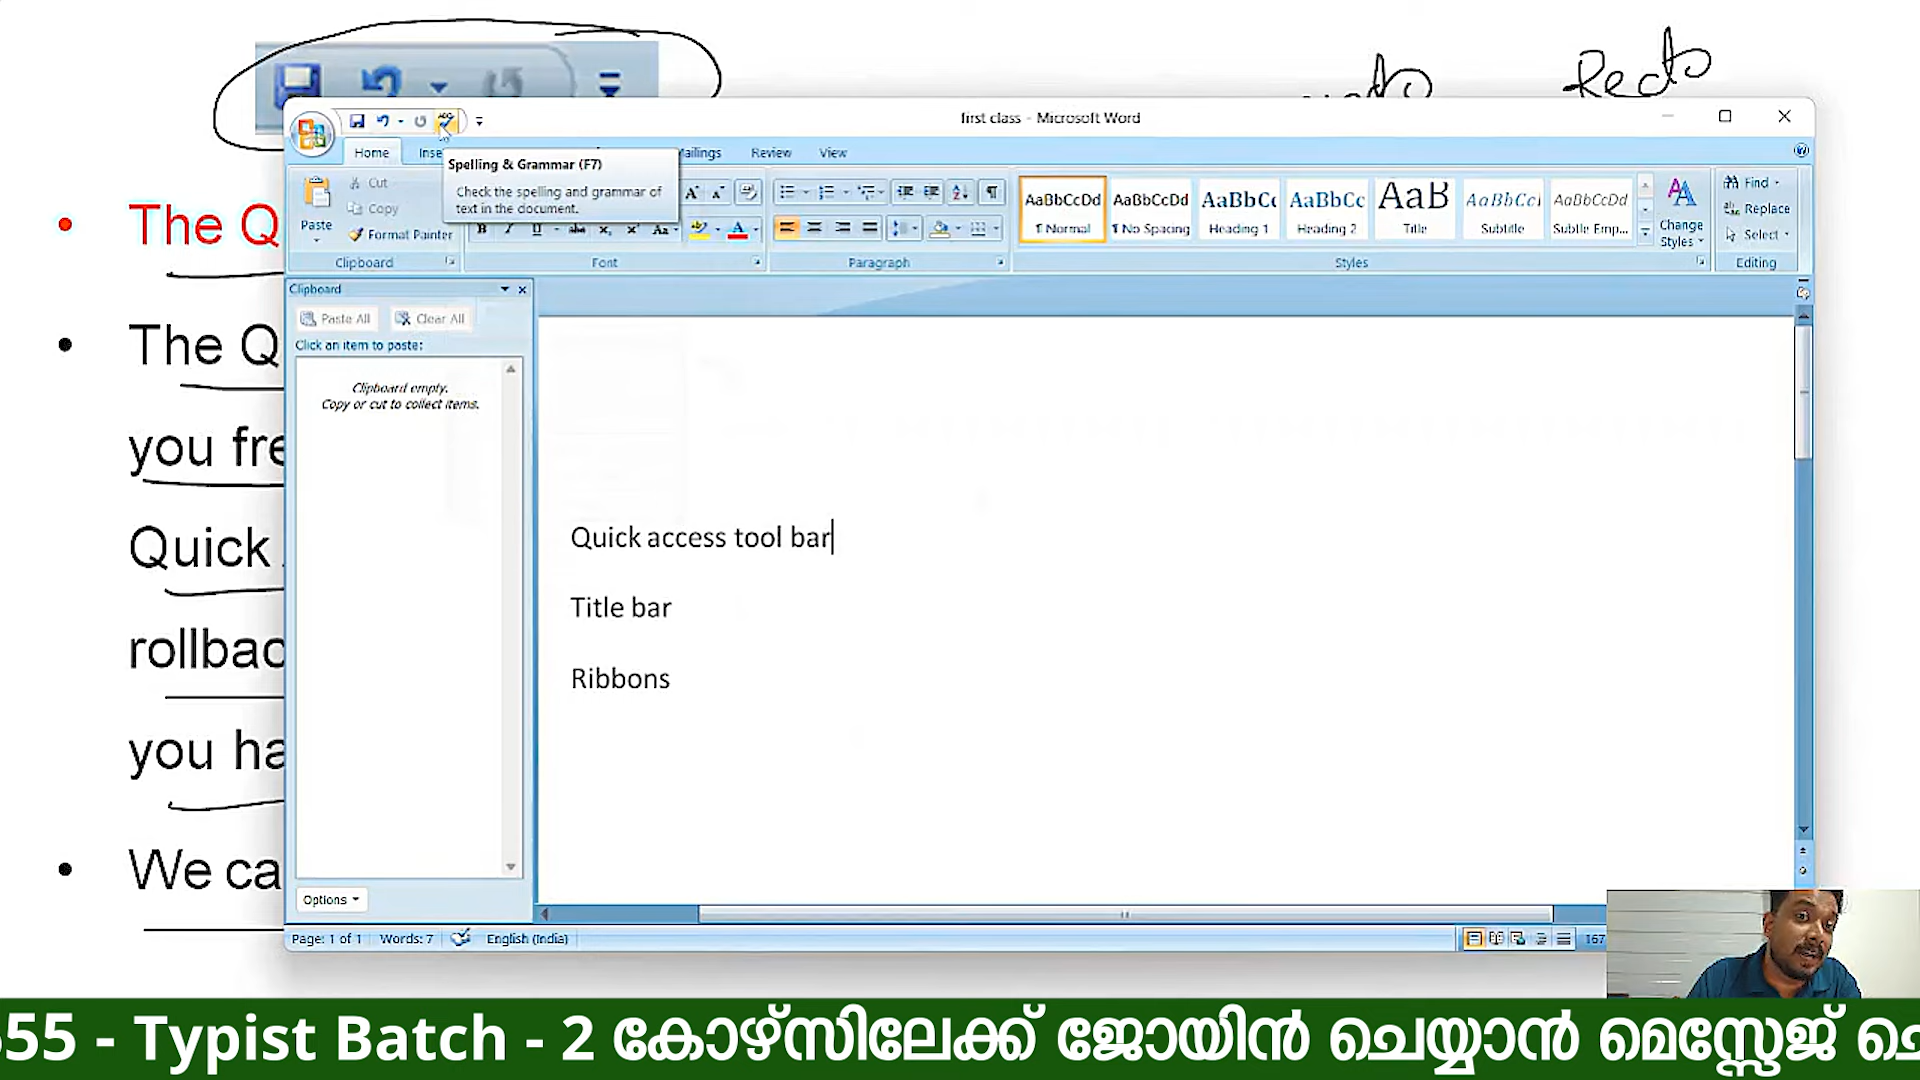 Redo
first class - Microsoft Word
Home
Mailings Review View
Spelling & Grammar (F7)
Check the spelling and grammar of
text in the document.
Cut
Copy
Format Painter
Paste
Clipboard
Font
Paragraph
AaBbCcDd AaBbCcDd AaBbCc AaBbCc AaB AaBbCcI AaBbCcDd
¶ Normal ¶ No Spacing Heading 1 Heading 2 Title Subtitle Subtle Emp...
Styles
Change
Styles
Find
Replace
Select
Editing
Clipboard
Paste All Clear All
Click an item to paste:
Clipboard empty.
Copy or cut to collect items.
Options
Quick access tool bar
Title bar
Ribbons
Page: 1 of 1 Words: 7 English (India) 167
• The Q
• The Q
you fre
Quick
rollbac
you ha
• We ca
55 - Typist Batch - 2 കോഴ്സിലേക്ക് ജോയിൻ ചെയ്യാൻ മെസ്സേജ് ചെ